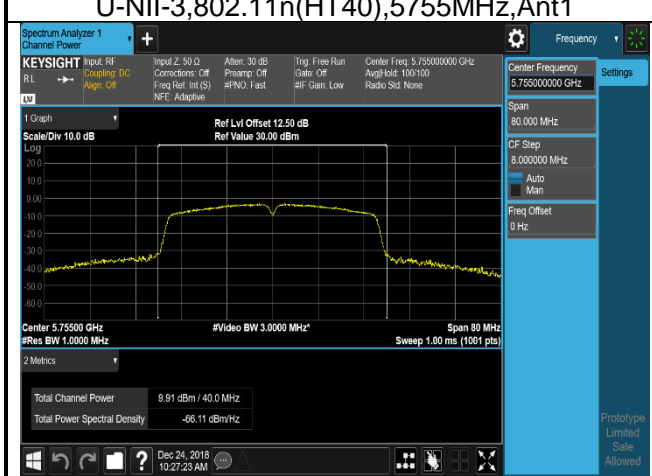 U-NII-3,802.11n(HT40),5755MHz,Ant1
Spectrum Analyzer 1
Channel Power
Frequency
KEYSIGHT
RL
LXI
Input: RF
Coupling: DC
Align: Off
Input Z: 50 Ω
Corrections: Off
Freq Ref: Int (S)
NFE: Adaptive
Atten: 30 dB
Preamp: Off
#PNO: Fast
Trig: Free Run
Gate: Off
#IF Gain: Low
Center Freq: 5.755000000 GHz
Avg|Hold: 100/100
Radio Std: None
Center Frequency
5.755000000 GHz
Settings
Span
80.000 MHz
CF Step
8.000000 MHz
Auto
Man
Freq Offset
0 Hz
1 Graph
Scale/Div 10.0 dB
Ref Lvl Offset 12.50 dB
Ref Value 30.00 dBm
Log
20.0
10.0
0.00
-10.0
-20.0
-30.0
-40.0
-50.0
-60.0
Center 5.75500 GHz
#Video BW 3.0000 MHz*
Span 80 MHz
#Res BW 1.0000 MHz
Sweep 1.00 ms (1001 pts)
2 Metrics
Total Channel Power 9.91 dBm / 40.0 MHz
Total Power Spectral Density -66.11 dBm/Hz
Prototype
Limited
Sale
Allowed
?
Dec 24, 2018
10:27:23 AM